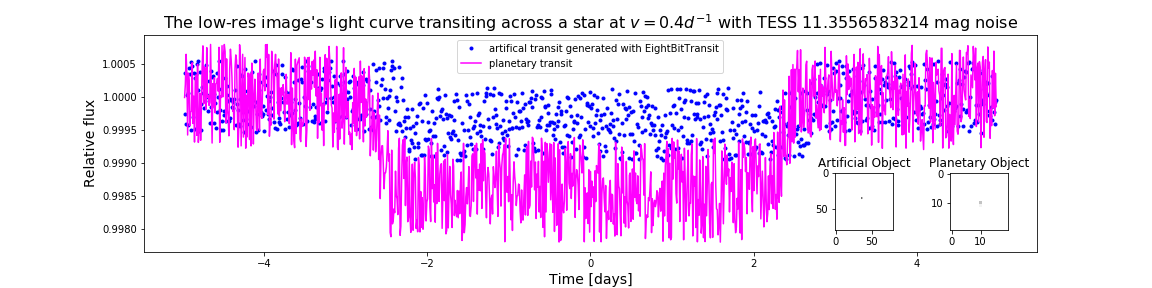 The low-res image's light curve transiting across a star at v = 0.4d⁻¹ with TESS 11.3556583214 mag noise
artifical transit generated with EightBitTransit
planetary transit
Relative flux
1.0005
1.0000
0.9995
0.9990
0.9985
0.9980
−4
−2
0
2
4
Time [days]
Artificial Object
0
50
0
50
Planetary Object
0
10
0
10